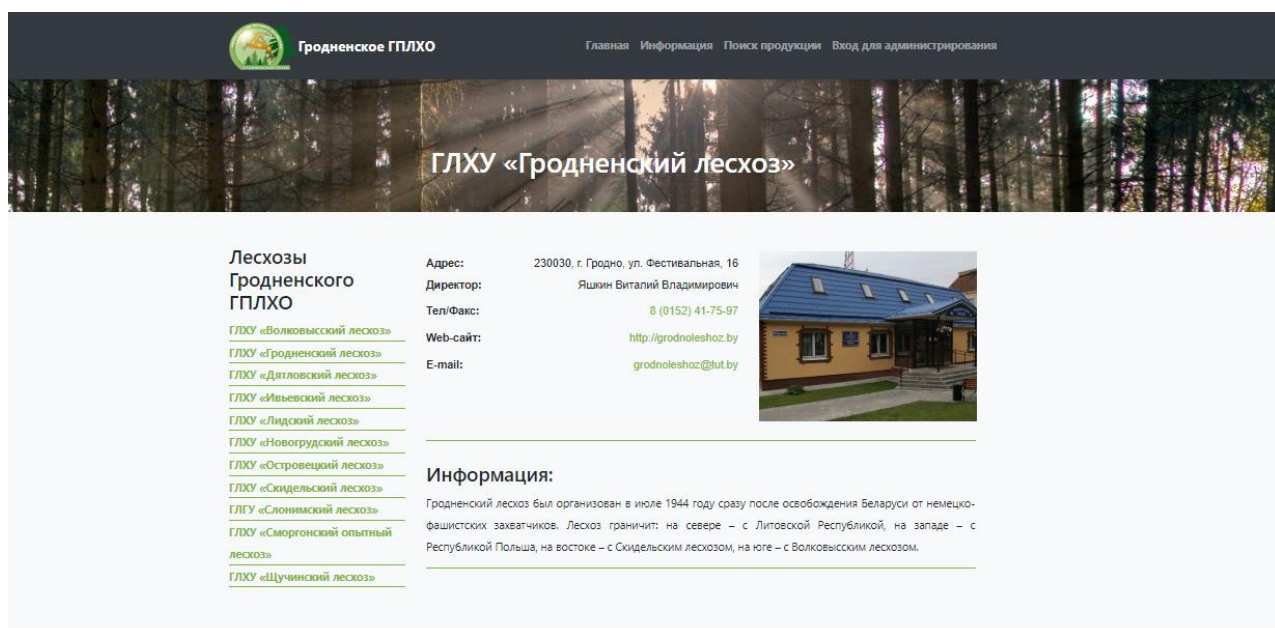 Гродненское ГПЛХО
Главная Информация Поиск продукции Вход для администрирования
ГЛХУ «Гродненский лесхоз»
Лесхозы
Гродненского
ГПЛХО
ГЛХУ «Волковысский лесхоз»
ГЛХУ «Гродненский лесхоз»
ГЛХУ «Дятловский лесхоз»
ГЛХУ «Ивьевский лесхоз»
ГЛХУ «Лидский лесхоз»
ГЛХУ «Новогрудский лесхоз»
ГЛХУ «Островецкий лесхоз»
ГЛХУ «Скидельский лесхоз»
ГЛГУ «Слонимский лесхоз»
ГЛХУ «Сморгонский опытный
лесхоз»
ГЛХУ «Щучинский лесхоз»
Адрес: 230030, г. Гродно, ул. Фестивальная, 16
Директор: Яшкин Виталий Владимирович
Тел/Факс: 8 (0152) 41-75-97
Web-сайт: http://grodnoleshoz.by
E-mail: grodnoleshoz@tut.by
Информация:
Гродненский лесхоз был организован в июле 1944 году сразу после освобождения Беларуси от немецко-
фашистских захватчиков. Лесхоз граничит: на севере – с Литовской Республикой, на западе – с
Республикой Польша, на востоке – с Скидельским лесхозом, на юге – с Волковысским лесхозом.